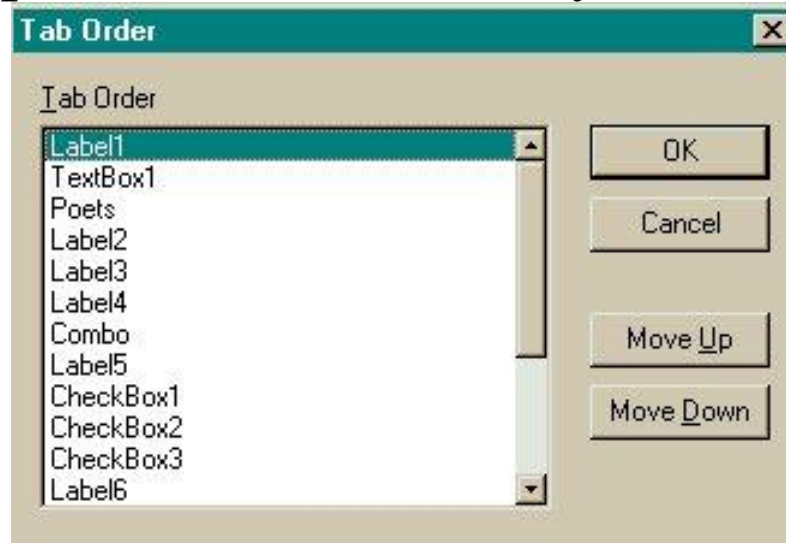 Tab Order
Tab Order
Label1
TextBox1
Poets
Label2
Label3
Label4
Combo
Label5
CheckBox1
CheckBox2
CheckBox3
Label6
OK
Cancel
Move Up
Move Down